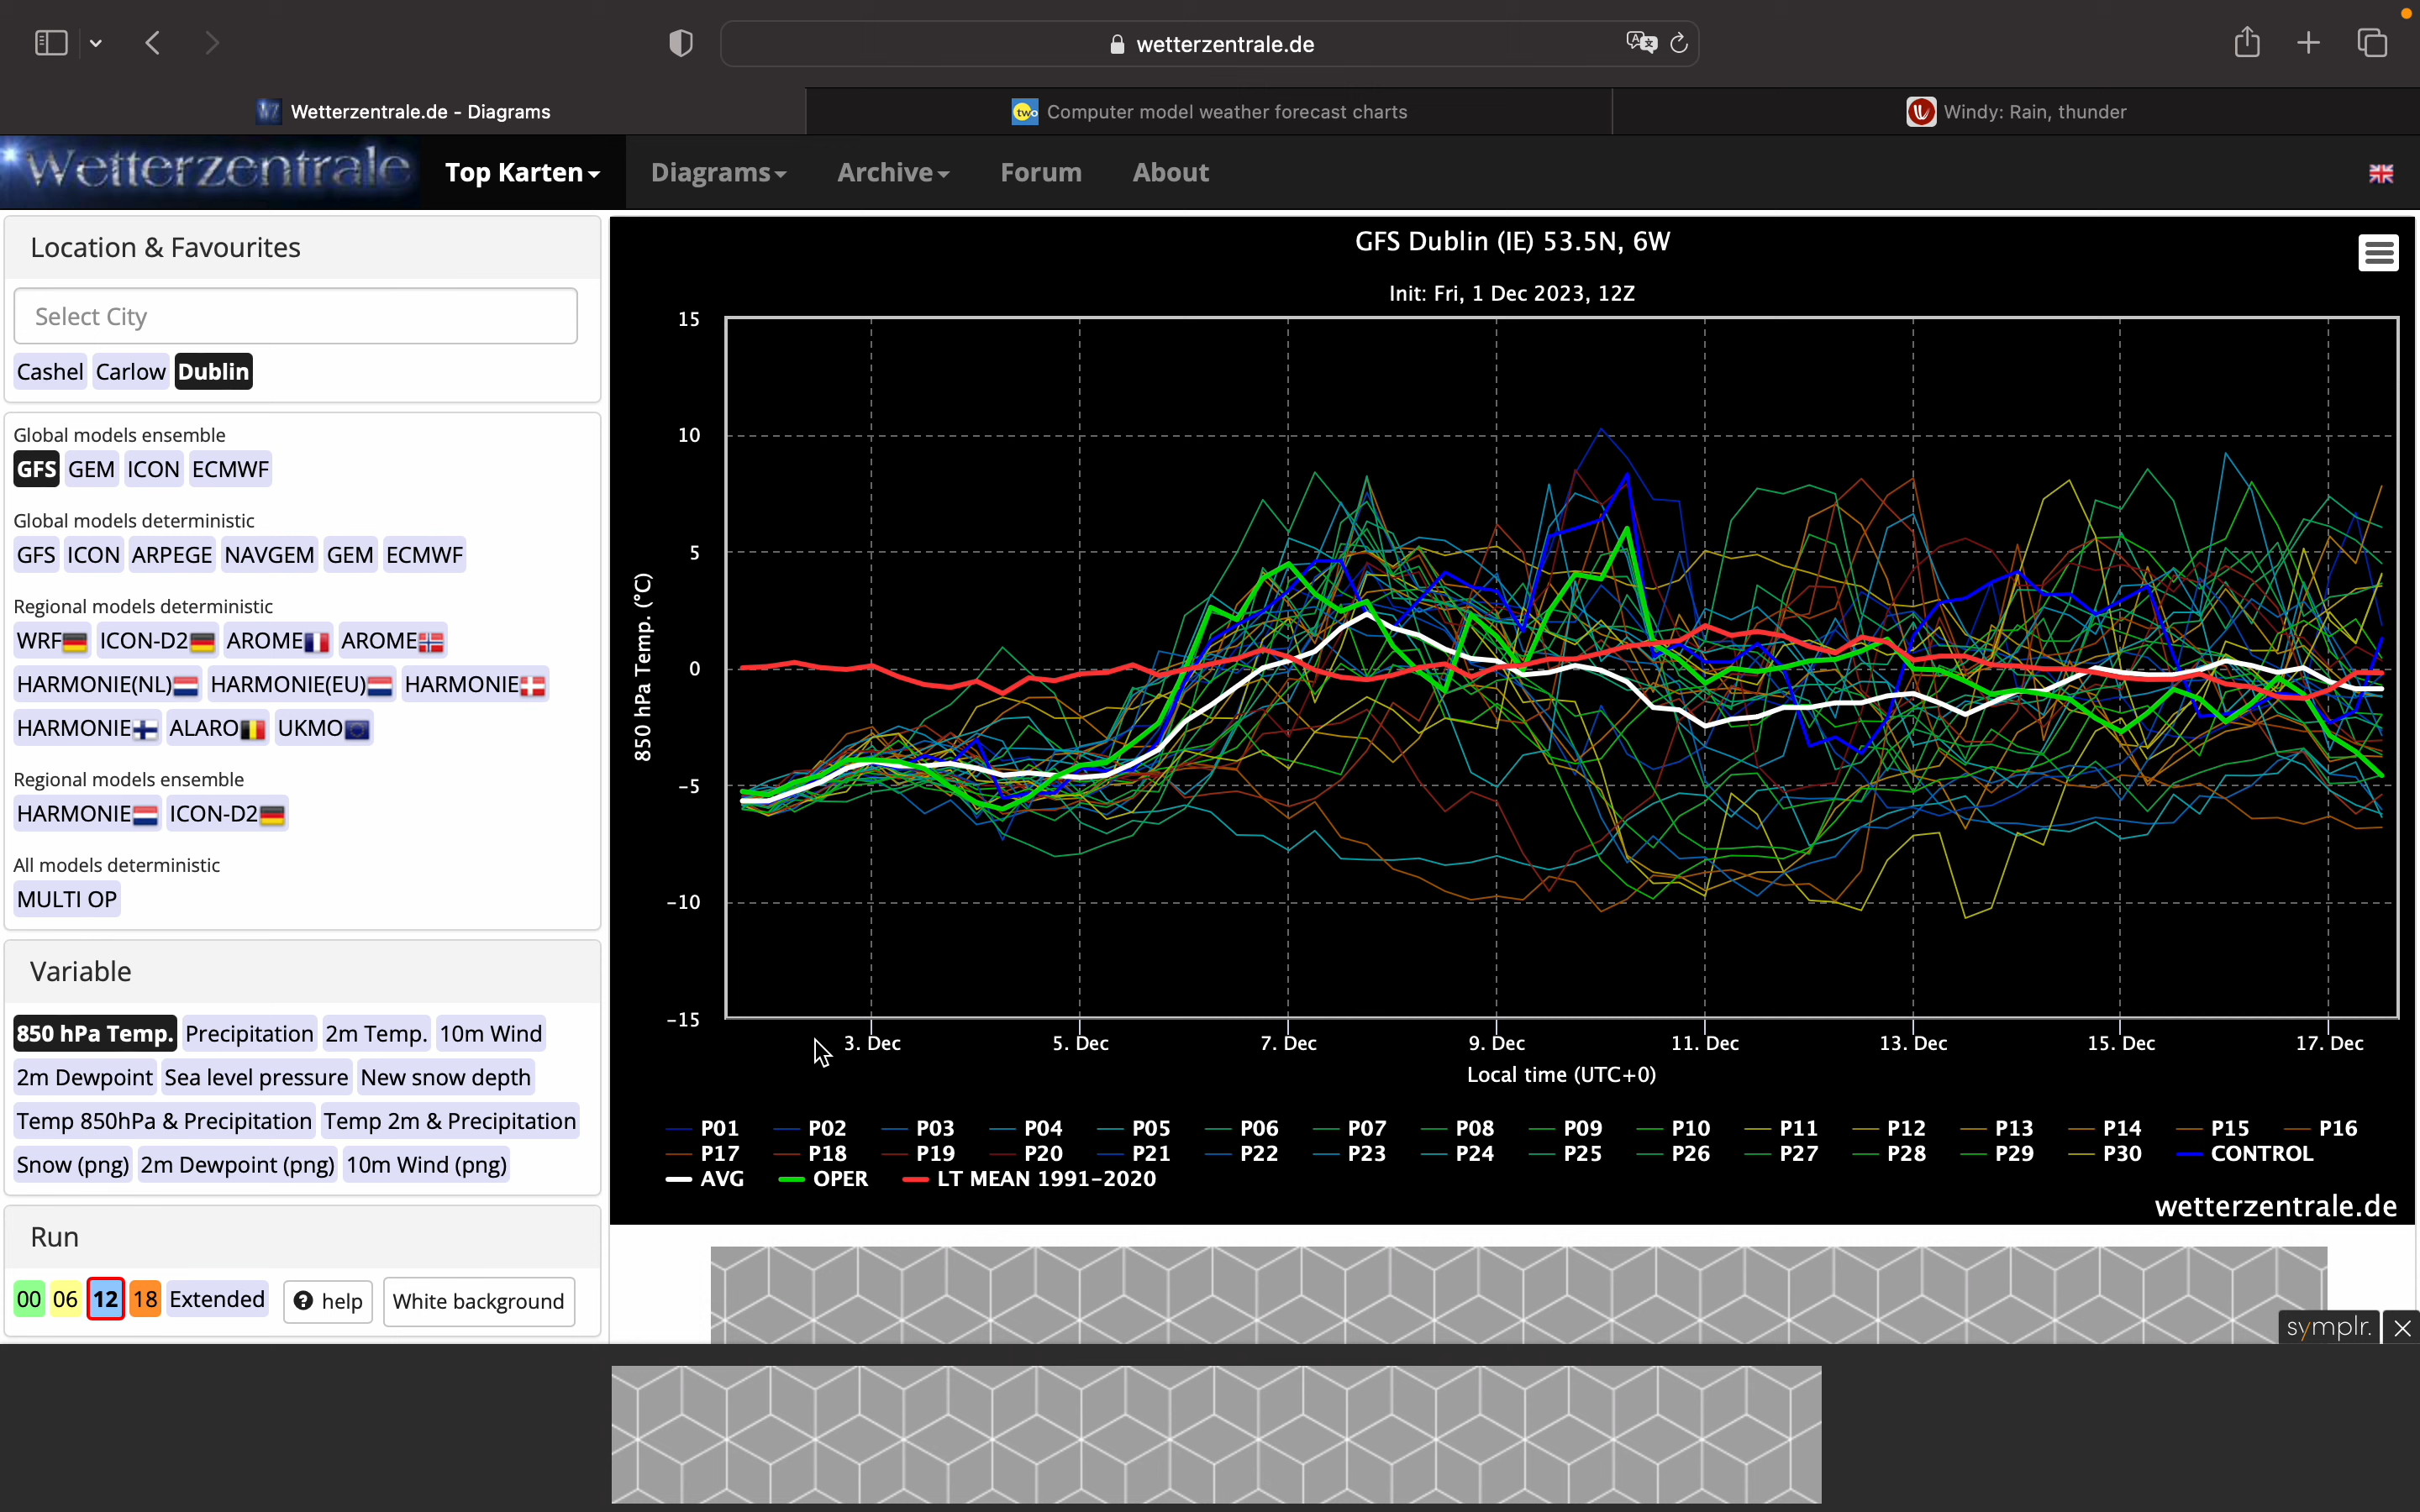 wetterzentrale.de
Wetterzentrale.de - Diagrams
Computer model weather forecast charts
Windy: Rain, thunder
Wetterzentrale
Top Karten
Diagrams
Archive
Forum
About
Location & Favourites
Select City
Cashel Carlow Dublin
Global models ensemble
GFS GEM ICON ECMWF
Global models deterministic
GFS ICON ARPEGE NAVGEM GEM ECMWF
Regional models deterministic
WRF ICON-D2 AROME AROME
HARMONIE(NL) HARMONIE(EU) HARMONIE
HARMONIE ALARO UKMO
Regional models ensemble
HARMONIE ICON-D2
All models deterministic
MULTI OP
Variable
850 hPa Temp. Precipitation 2m Temp. 10m Wind
2m Dewpoint Sea level pressure New snow depth
Temp 850hPa & Precipitation Temp 2m & Precipitation
Snow (png) 2m Dewpoint (png) 10m Wind (png)
Run
00 06 12 18 Extended help White background
GFS Dublin (IE) 53.5N, 6W
Init: Fri, 1 Dec 2023, 12Z
850 hPa Temp. (°C)
15
10
5
0
-5
-10
-15
3. Dec 5. Dec 7. Dec 9. Dec 11. Dec 13. Dec 15. Dec 17. Dec
Local time (UTC+0)
P01 P02 P03 P04 P05 P06 P07 P08 P09 P10 P11 P12 P13 P14 P15 P16
P17 P18 P19 P20 P21 P22 P23 P24 P25 P26 P27 P28 P29 P30 CONTROL
AVG OPER LT MEAN 1991-2020
wetterzentrale.de
symplr.